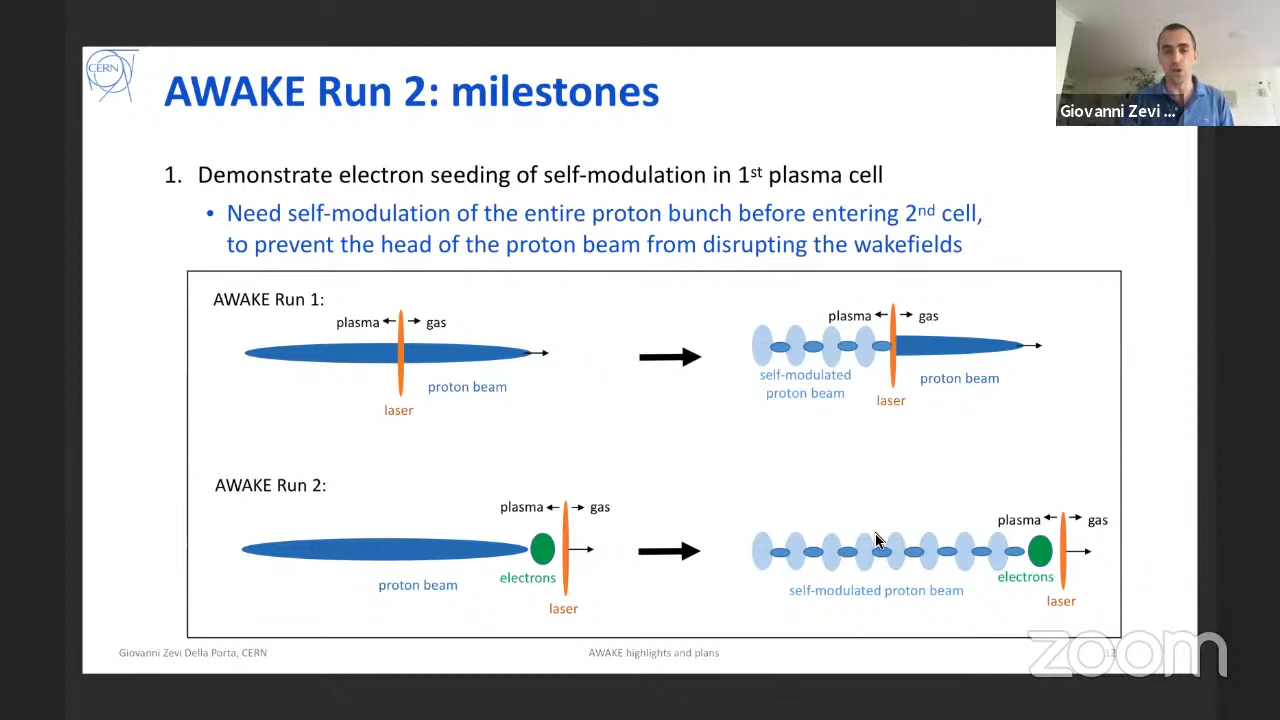 CERN
AWAKE Run 2: milestones
Giovanni Zevi ...
1. Demonstrate electron seeding of self-modulation in 1st plasma cell
• Need self-modulation of the entire proton bunch before entering 2nd cell,
to prevent the head of the proton beam from disrupting the wakefields
AWAKE Run 1:
plasma gas
proton beam
laser
plasma gas
self-modulated
proton beam
proton beam
laser
AWAKE Run 2:
plasma gas
proton beam
electrons
laser
plasma gas
self-modulated proton beam
electrons
laser
Giovanni Zevi Della Porta, CERN
AWAKE highlights and plans
12
zoom